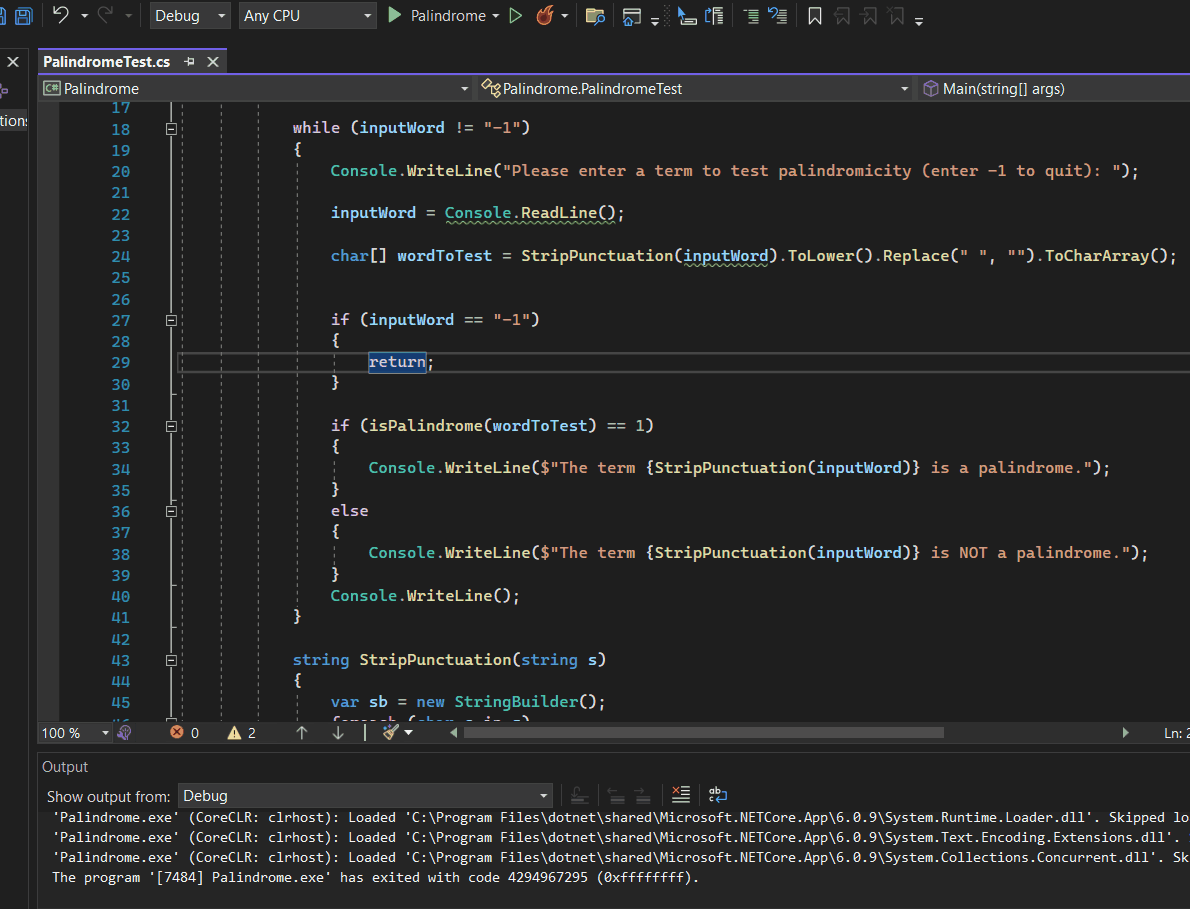 Debug Any CPU Palindrome
PalindromeTest.cs
Palindrome Palindrome.PalindromeTest Main(string[] args)
17
18 while (inputWord != "-1")
19 {
20 Console.WriteLine("Please enter a term to test palindromicity (enter -1 to quit): ");
21
22 inputWord = Console.ReadLine();
23
24 char[] wordToTest = StripPunctuation(inputWord).ToLower().Replace(" ", "").ToCharArray();
25
26
27 if (inputWord == "-1")
28 {
29 return;
30 }
31
32 if (isPalindrome(wordToTest) == 1)
33 {
34 Console.WriteLine($"The term {StripPunctuation(inputWord)} is a palindrome.");
35 }
36 else
37 {
38 Console.WriteLine($"The term {StripPunctuation(inputWord)} is NOT a palindrome.");
39 }
40 Console.WriteLine();
41 }
42
43 string StripPunctuation(string s)
44 {
45 var sb = new StringBuilder();
100 % 0 2 Ln:
Output
Show output from: Debug
'Palindrome.exe' (CoreCLR: clrhost): Loaded 'C:\Program Files\dotnet\shared\Microsoft.NETCore.App\6.0.9\System.Runtime.Loader.dll'. Skipped lo
'Palindrome.exe' (CoreCLR: clrhost): Loaded 'C:\Program Files\dotnet\shared\Microsoft.NETCore.App\6.0.9\System.Text.Encoding.Extensions.dll'.
'Palindrome.exe' (CoreCLR: clrhost): Loaded 'C:\Program Files\dotnet\shared\Microsoft.NETCore.App\6.0.9\System.Collections.Concurrent.dll'. Sk
The program '[7484] Palindrome.exe' has exited with code 4294967295 (0xffffffff).